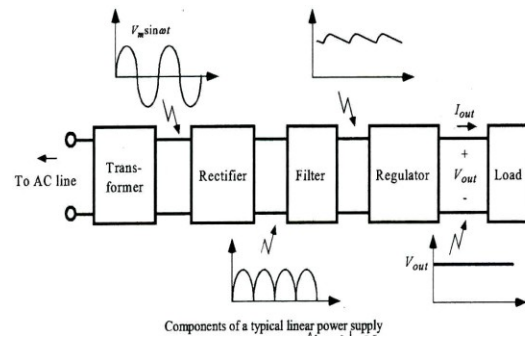 V_m sin ωt
I_out
To AC line
Trans-
former
Rectifier
Filter
Regulator
+
V_out
-
Load
V_out
Components of a typical linear power supply